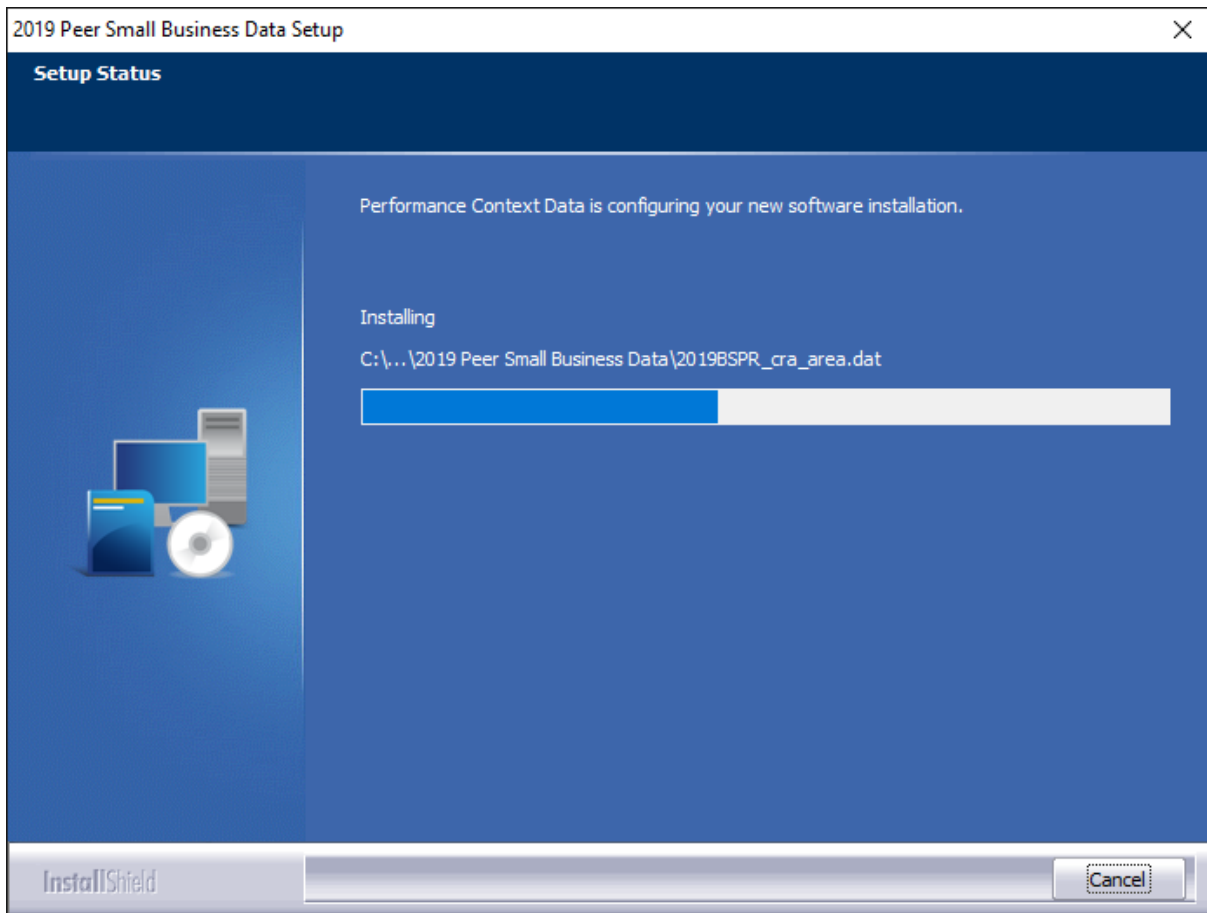 2019 Peer Small Business Data Setup
Setup Status
Performance Context Data is configuring your new software installation.
Installing
C:\...\2019 Peer Small Business Data\2019BSPR_cra_area.dat
InstallShield
Cancel